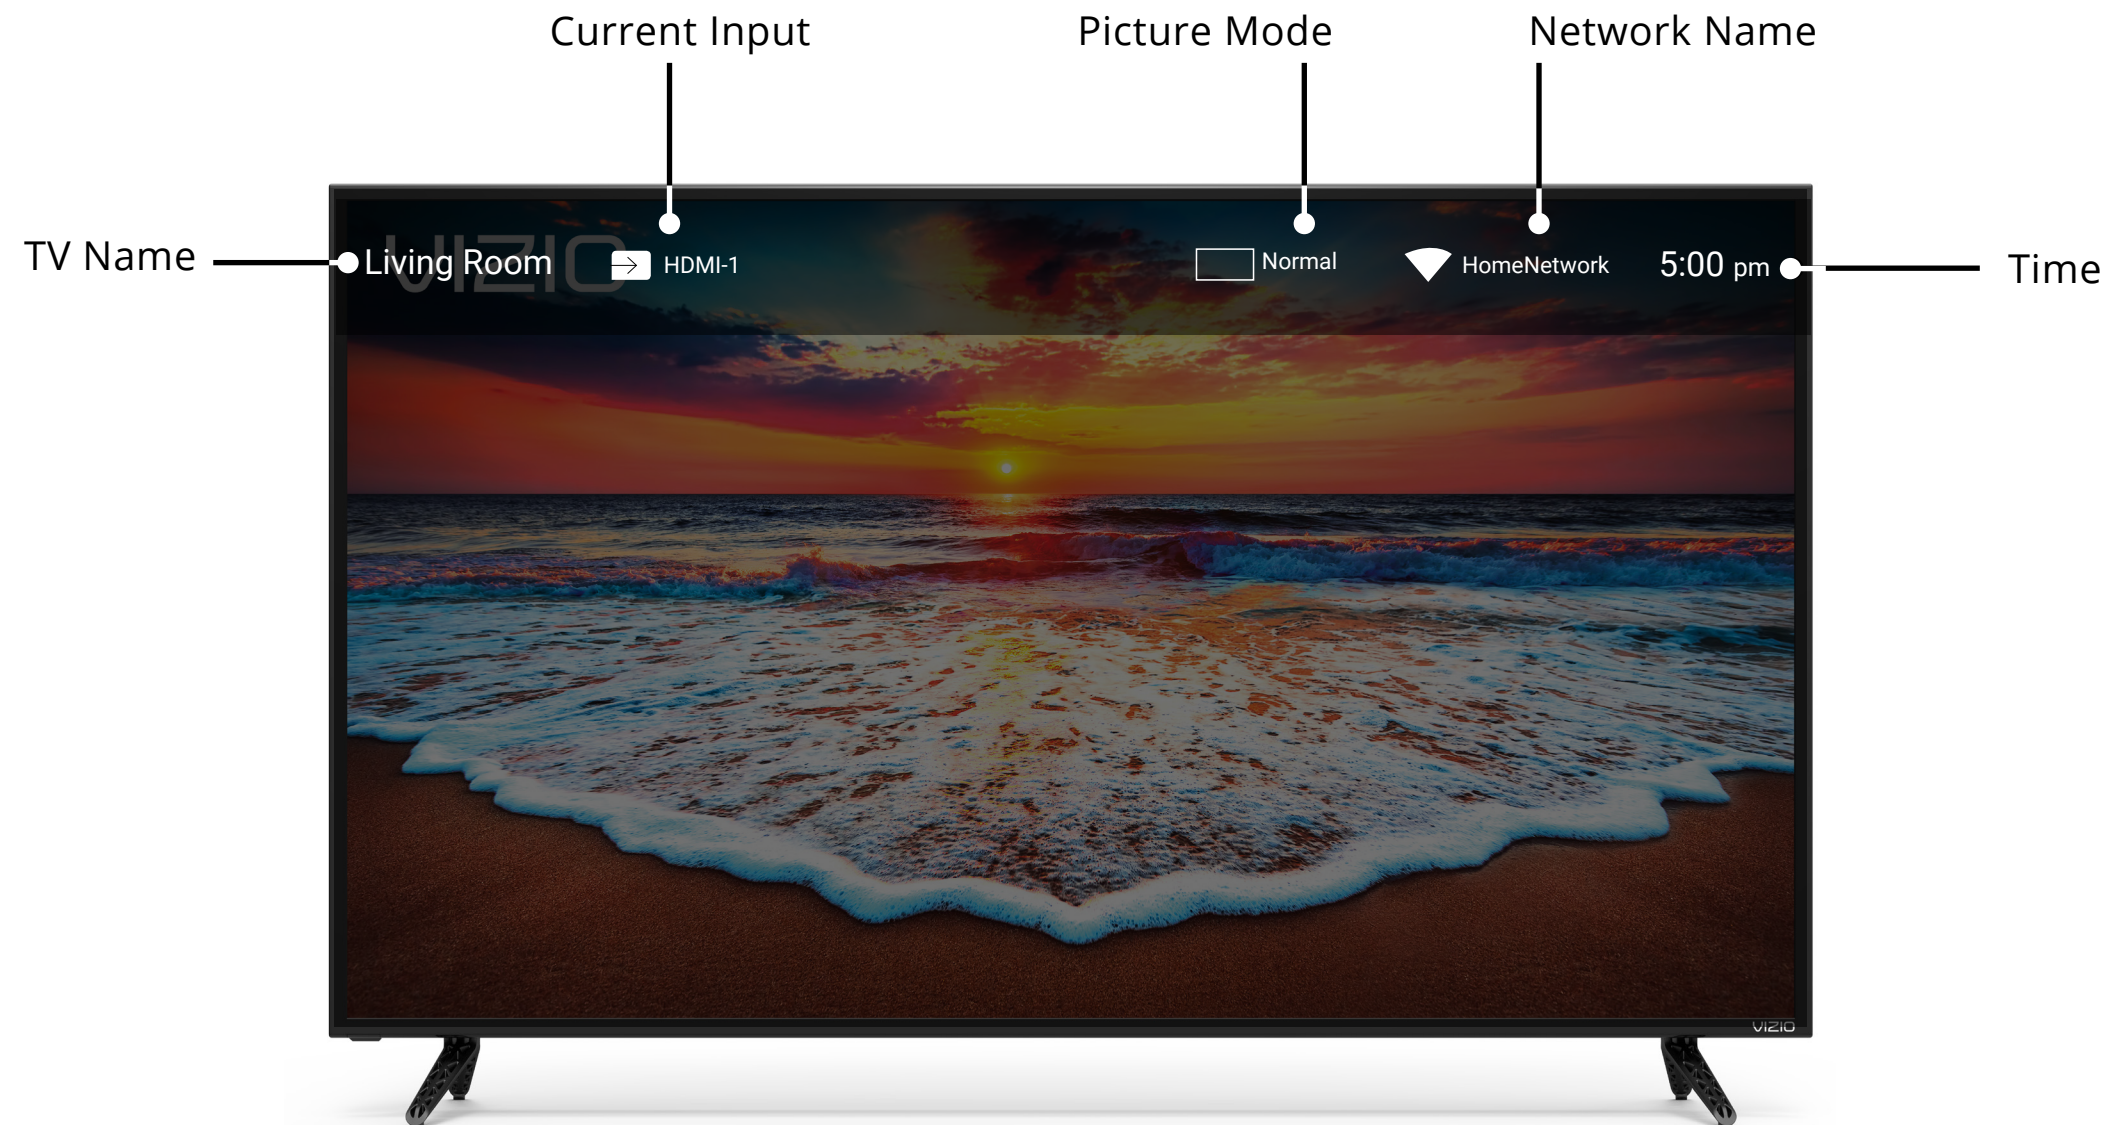 Current Input
Picture Mode
Network Name
TV Name
VIZIO
Living Room
HDMI-1
Normal
HomeNetwork
5:00 pm
Time
VIZIO